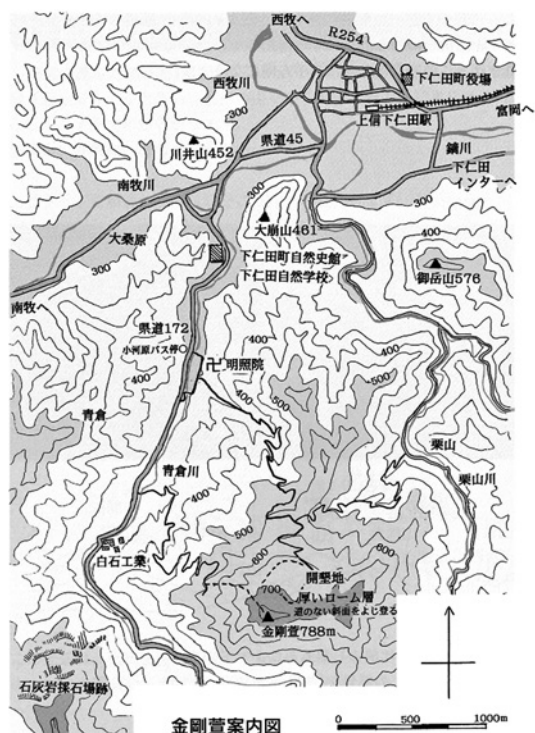 西牧へ
R254
西牧川
下仁田町役場
300
上信下仁田駅
富岡へ
川井山452
県道45
鏑川
下仁田
インターへ
南牧川
300
300
大桑原
大崩山461
400
300
下仁田町自然史館
下仁田自然学校
御岳山576
南牧へ
県道172
小河原バス停
400
400
500
明照院
400
400
500
青倉
栗山
青倉川
栗山川
400
400
500
白石工業
600
開墾地
700
厚いローム層
道のない斜面をよじ登る
金剛萱788m
石灰岩採石場跡
金剛萱案内図
0 500 1000m